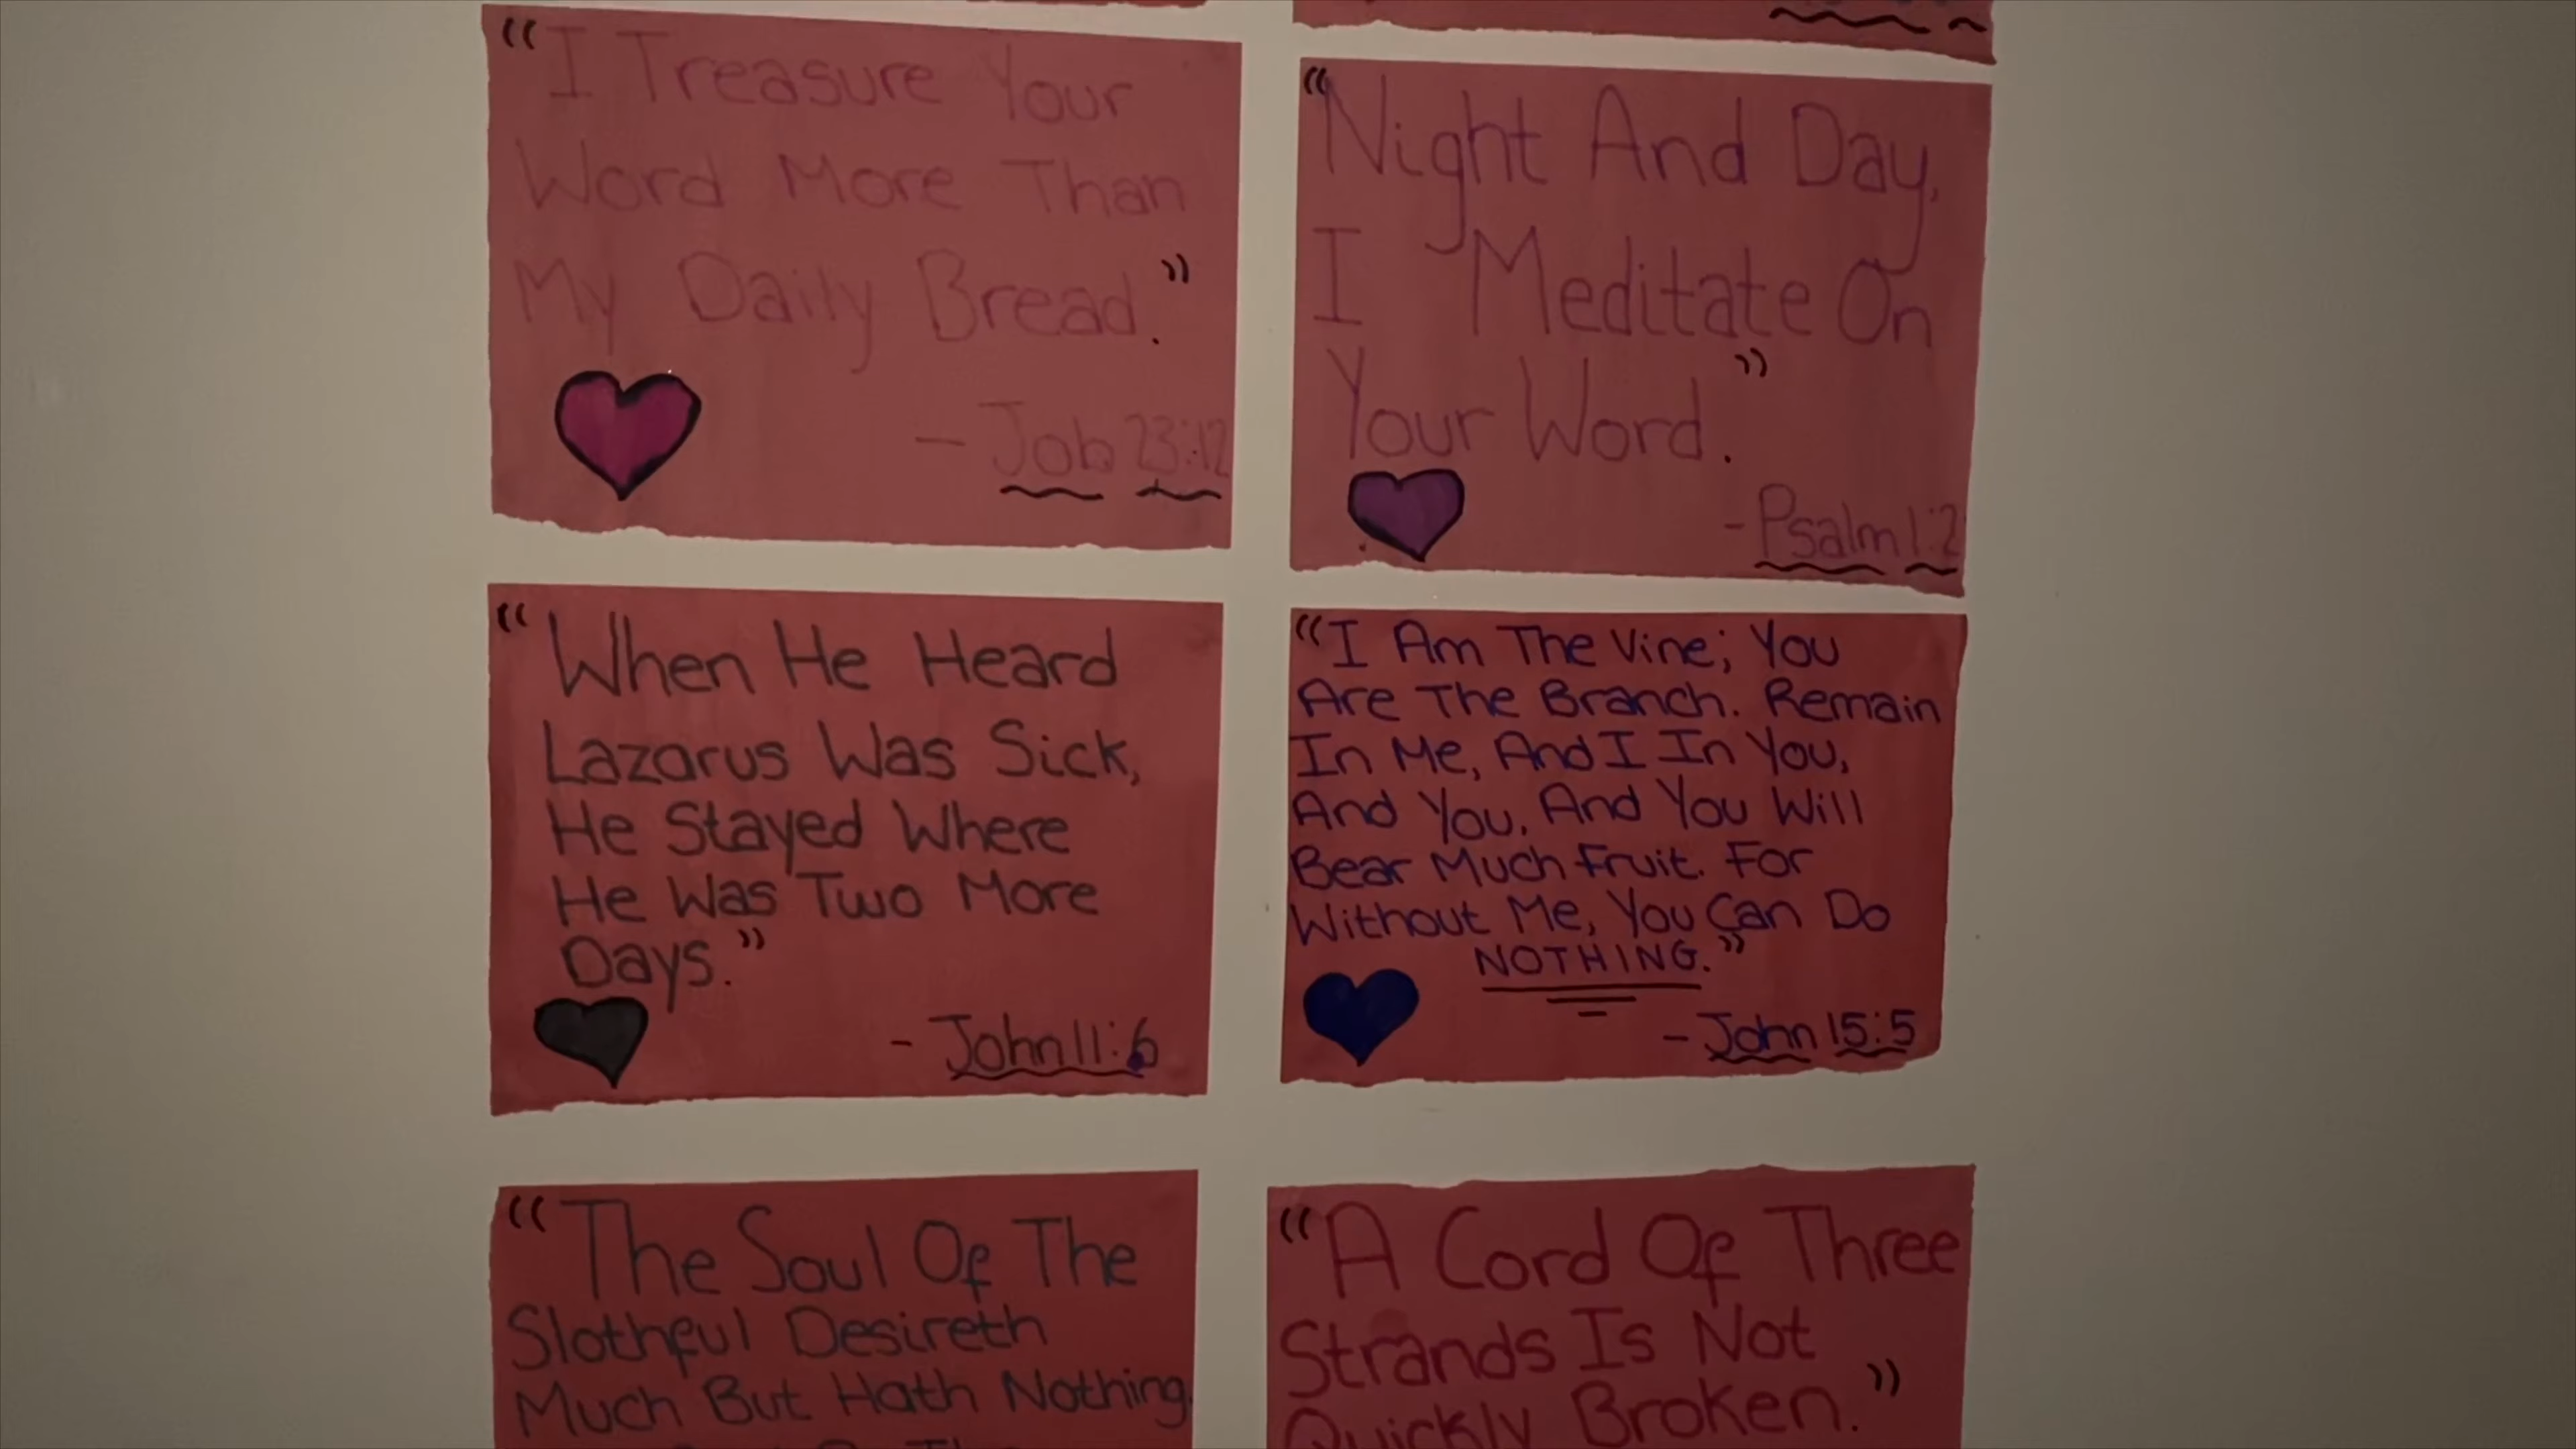 “I Treasure Your
Word More Than
My Daily Bread.”
- Job 23:12
“Night And Day,
I Meditate On
Your Word.”
- Psalm 1:2
“When He Heard
Lazarus Was Sick,
He Stayed Where
He Was Two More
Days.”
- John 11:6
“I Am The Vine; You
Are The Branch. Remain
In Me, And I In You,
And You, And You Will
Bear Much Fruit. For
Without Me, You Can Do
NOTHING.”
- John 15:5
“The Soul Of The
Slothful Desireth
Much But Hath Nothing,
“A Cord Of Three
Strands Is Not
Quickly Broken.”